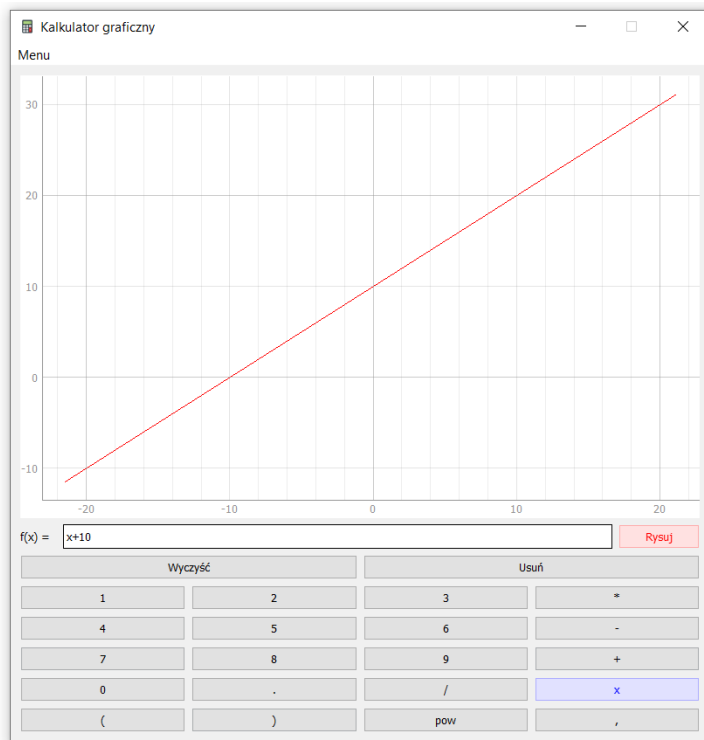 Kalkulator graficzny
Menu
30
20
10
0
-10
-20 -10 0 10 20
f(x) = x+10 Rysuj
Wyczyść Usuń
1 2 3 *
4 5 6 -
7 8 9 +
0 . / x
( ) pow ,